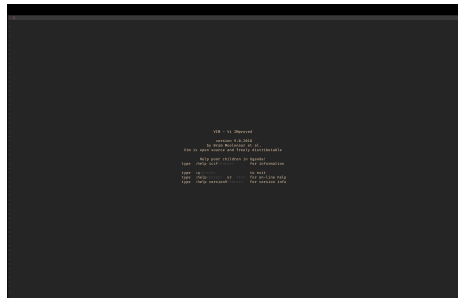 VIM - Vi IMproved
by Bram Moolenaar et al.
Vim is open source and freely distributable
Help poor children in Uganda!
type :help for information
type :q to exit
type :help or for on-line help
type :help version for version info